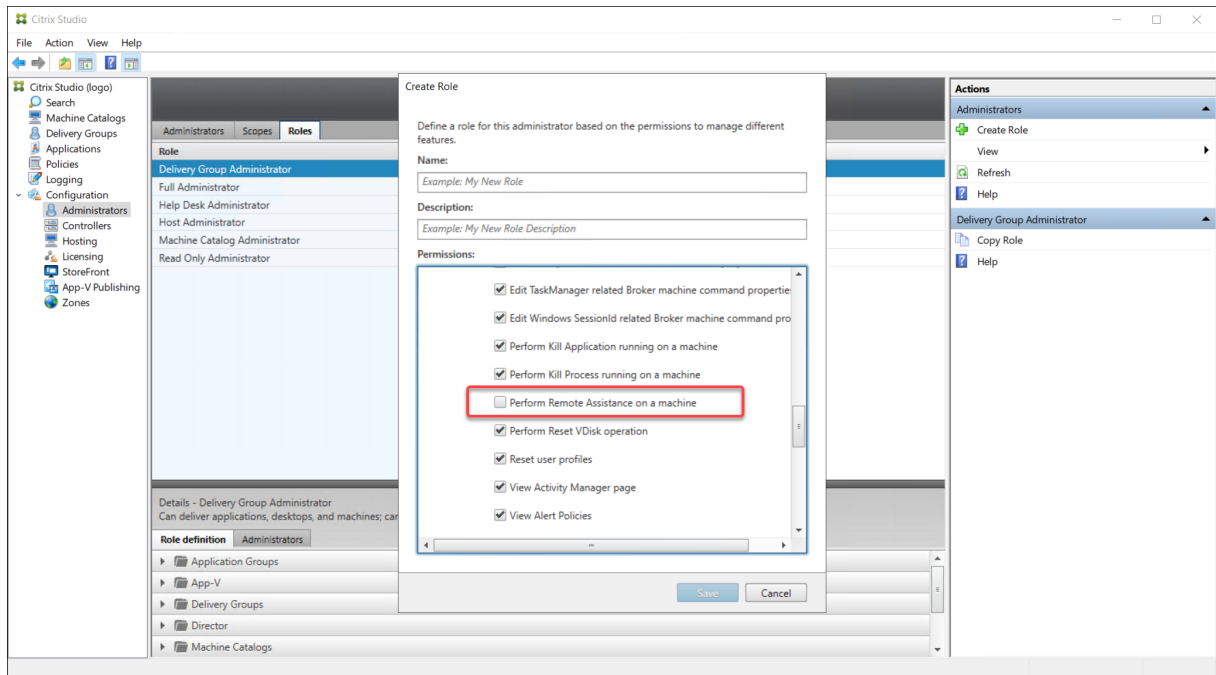 Citrix Studio
File Action View Help
Citrix Studio (logo)
Search
Machine Catalogs
Delivery Groups
Applications
Policies
Logging
Configuration
Administrators
Controllers
Hosting
Licensing
StoreFront
App-V Publishing
Zones
Administrators Scopes Roles
Role
Delivery Group Administrator
Full Administrator
Help Desk Administrator
Host Administrator
Machine Catalog Administrator
Read Only Administrator
Details - Delivery Group Administrator
Can deliver applications, desktops, and machines; car
Role definition Administrators
Application Groups
App-V
Delivery Groups
Director
Machine Catalogs
Create Role
Define a role for this administrator based on the permissions to manage different
features.
Name:
Example: My New Role
Description:
Example: My New Role Description
Permissions:
Edit TaskManager related Broker machine command propertie
Edit Windows SessionId related Broker machine command pro
Perform Kill Application running on a machine
Perform Kill Process running on a machine
Perform Remote Assistance on a machine
Perform Reset VDisk operation
Reset user profiles
View Activity Manager page
View Alert Policies
Save Cancel
Actions
Administrators
Create Role
View
Refresh
Help
Delivery Group Administrator
Copy Role
Help